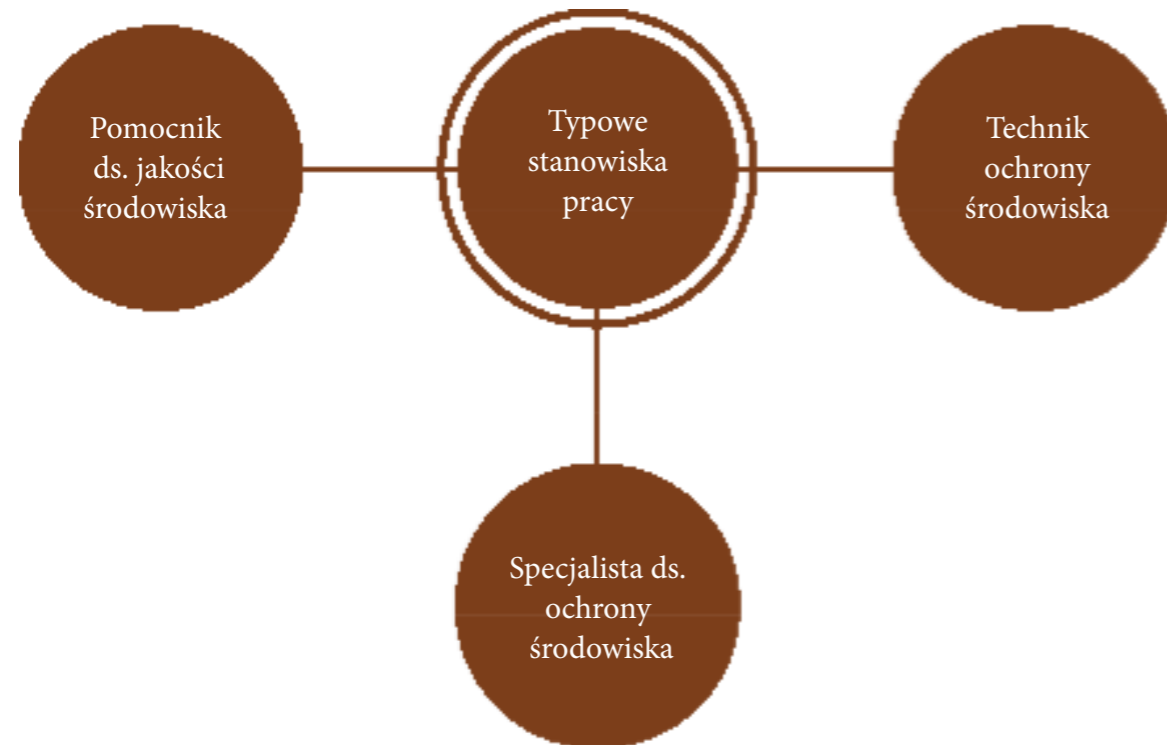 Pomocnik
ds. jakości
środowiska
Typowe
stanowiska
pracy
Technik
ochrony
środowiska
Specjalista ds.
ochrony
środowiska